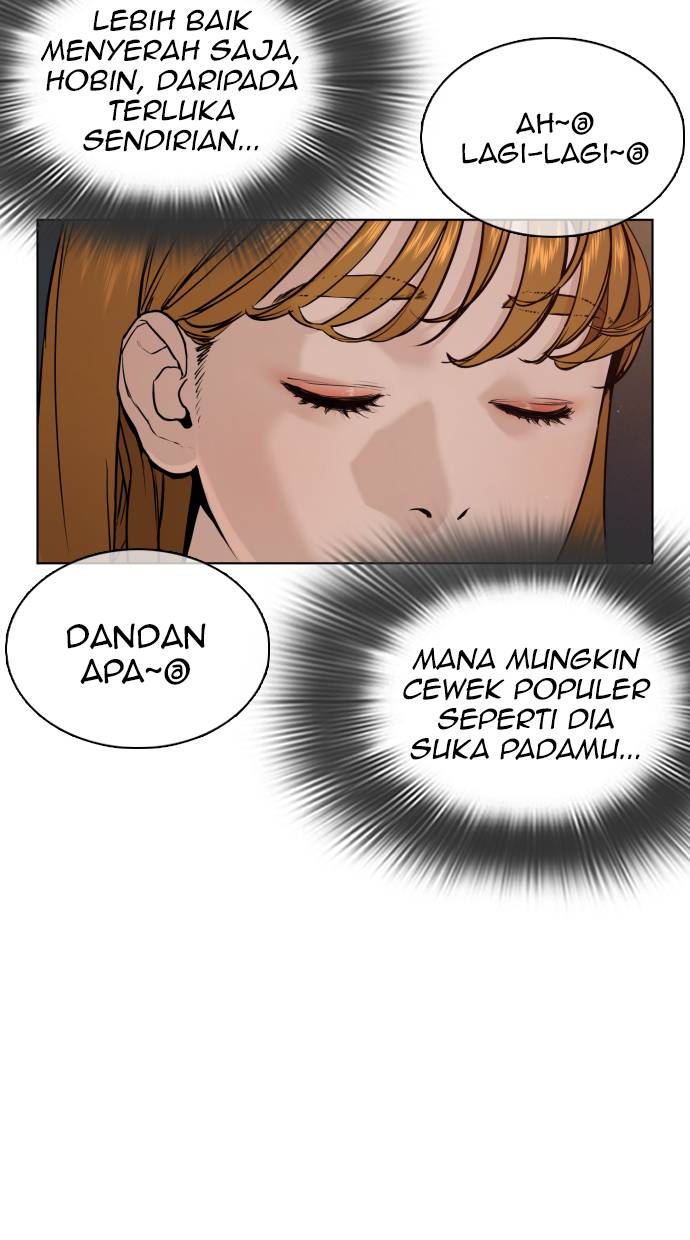 LEBIH BAIK
MENYERAH SAJA,
HOBIN, DARIPADA
TERLUKA
SENDIRIAN...
AH~@
LAGI-LAGI~@
DANDAN
APA~@
MANA MUNGKIN
CEWEK POPULER
SEPERTI DIA
SUKA PADAMU...